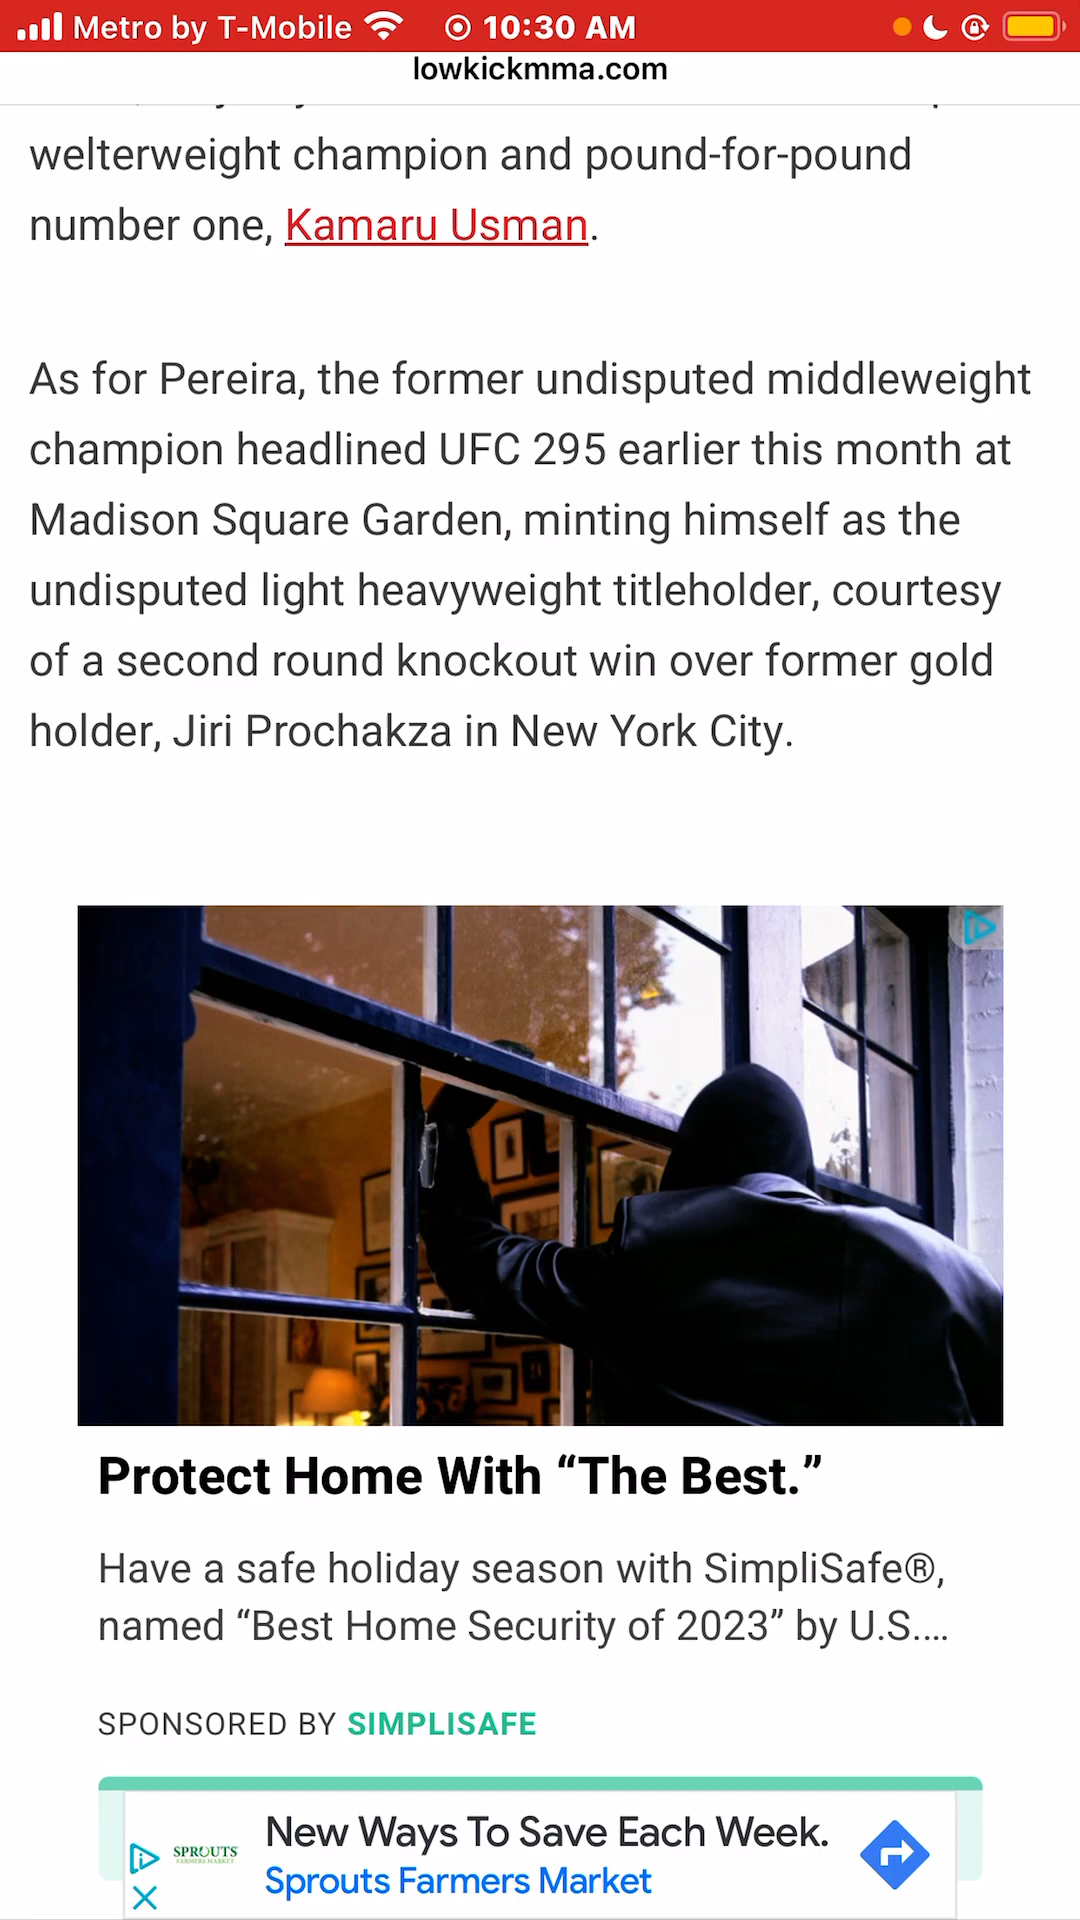 Metro by T-Mobile 10:30 AM
lowkickmma.com
welterweight champion and pound-for-pound
number one, Kamaru Usman.
As for Pereira, the former undisputed middleweight
champion headlined UFC 295 earlier this month at
Madison Square Garden, minting himself as the
undisputed light heavyweight titleholder, courtesy
of a second round knockout win over former gold
holder, Jiri Prochakza in New York City.
Protect Home With “The Best.”
Have a safe holiday season with SimpliSafe®,
named “Best Home Security of 2023” by U.S....
SPONSORED BY SIMPLISAFE
New Ways To Save Each Week.
SPROUTS
FARMERS MARKET
Sprouts Farmers Market